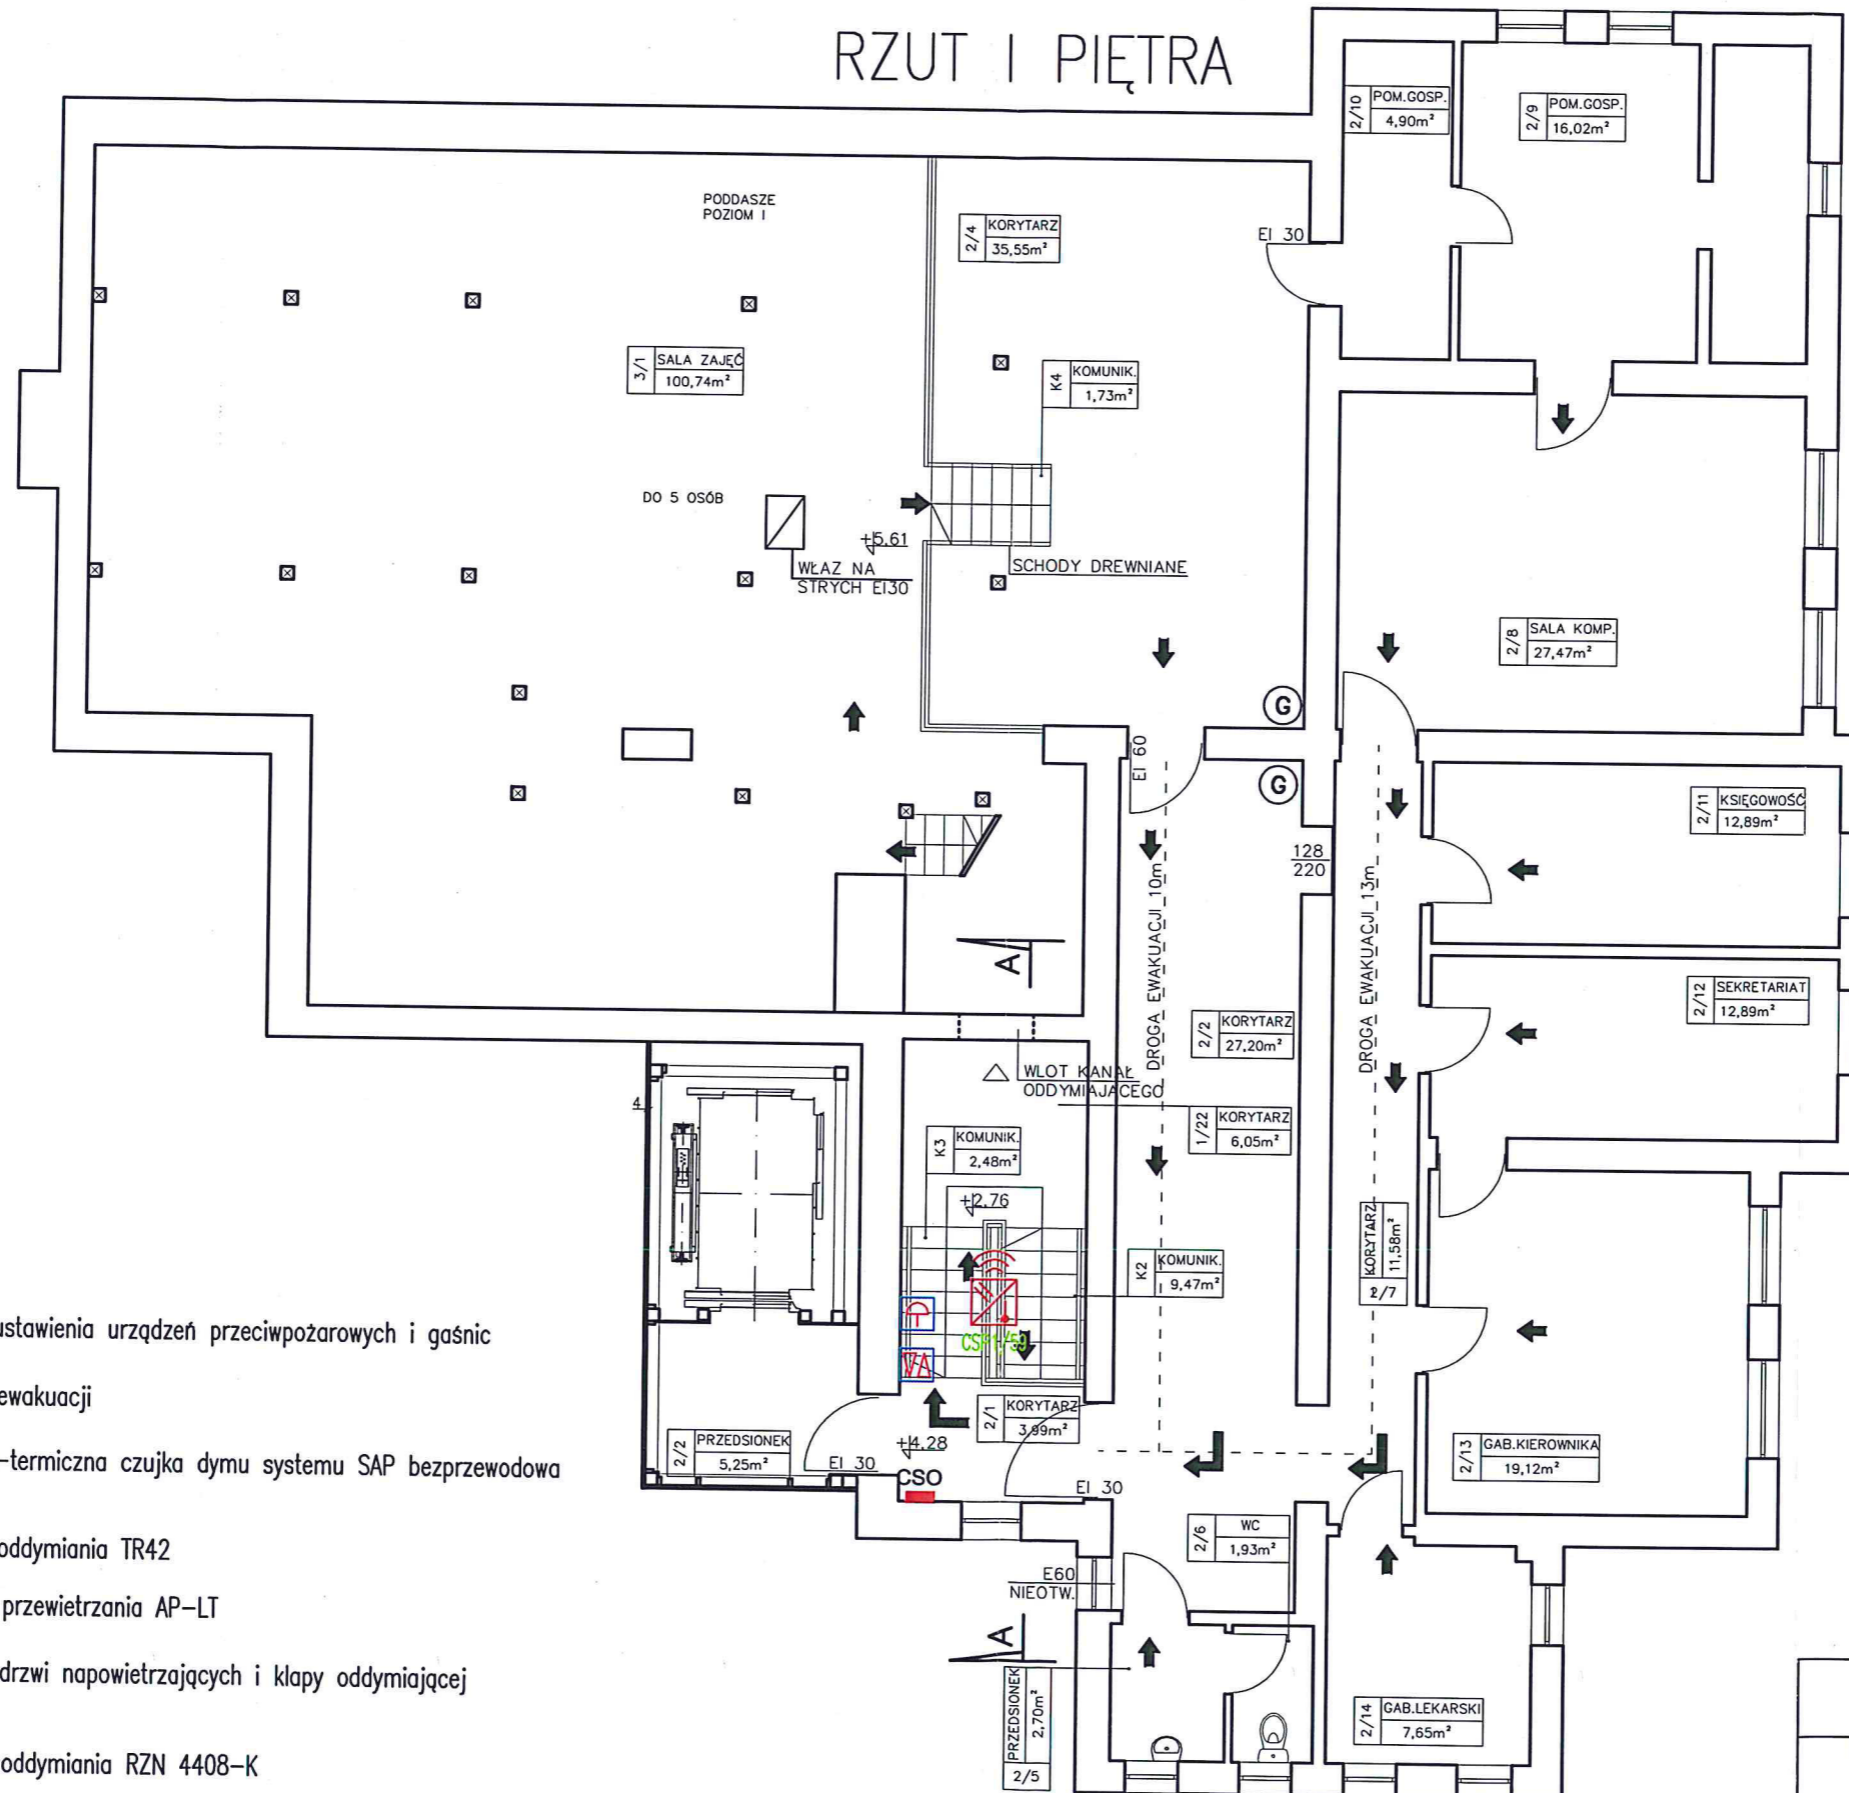 RZUT I PIĘTRA
2/10 POM.GOSP.
4,90m²
2/9 POM.GOSP.
16,02m²
PODDASZE
POZIOM I
2/4 KORYTARZ
35,55m²
EI 30
3/1 SALA ZAJĘĆ
100,74m²
K4 KOMUNIK.
1,73m²
DO 5 OSÓB
+5,61
WŁAZ NA
STRYCH EI30
SCHODY DREWNIANE
2/8 SALA KOMP.
27,47m²
G
EI 60
G
2/11 KSIĘGOWOŚĆ
12,89m²
128
220
DROGA EWAKUACJI 10m
DROGA EWAKUACJI 13m
A
2/12 SEKRETARIAT
12,89m²
2/2 KORYTARZ
27,20m²
WLOT KANAŁ
ODDYMIAJĄCEGO
4
1/22 KORYTARZ
6,05m²
K3 KOMUNIK.
2,48m²
+2.76
K2 KOMUNIK.
9,47m²
KORYTARZ
11,58m²
2/7
CSP1/59
ustawienia urządzeń przeciwpożarowych i gaśnic
ewakuacji
2/1 KORYTARZ
3,99m²
2/2 PRZEDSIONEK
5,25m²
EI 30
+4.28
CSO
EI 30
2/13 GAB.KIEROWNIKA
19,12m²
-termiczna czujka dymu systemu SAP bezprzewodowa
2/6 WC
1,93m²
oddymiania TR42
E60
NIEOTW.
przewietrzania AP-LT
A
drzwi napowietrzających i klapy oddymiającej
PRZEDSIONEK
2,70m²
2/5
2/14 GAB.LEKARSKI
7,65m²
oddymiania RZN 4408-K